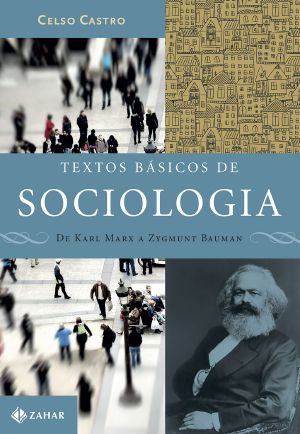 CELSO CASTRO
TEXTOS BÁSICOS DE
SOCIOLOGIA
DE KARL MARX A ZYGMUNT BAUMAN
ZAHAR